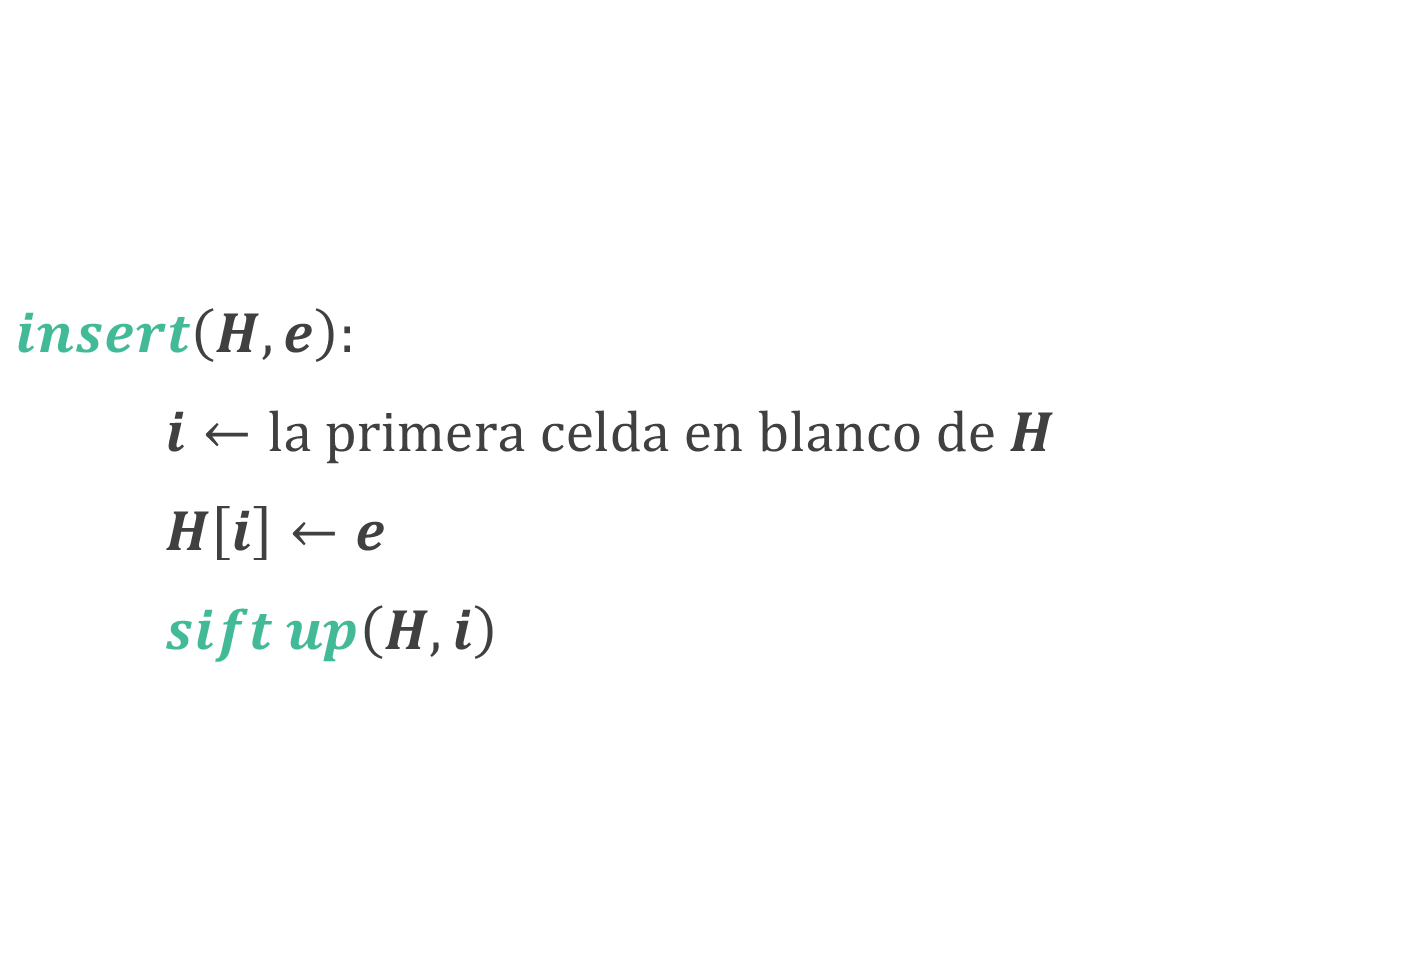 insert(H, e):
i ← la primera celda en blanco de H
H[i] ← e
sift up(H, i)